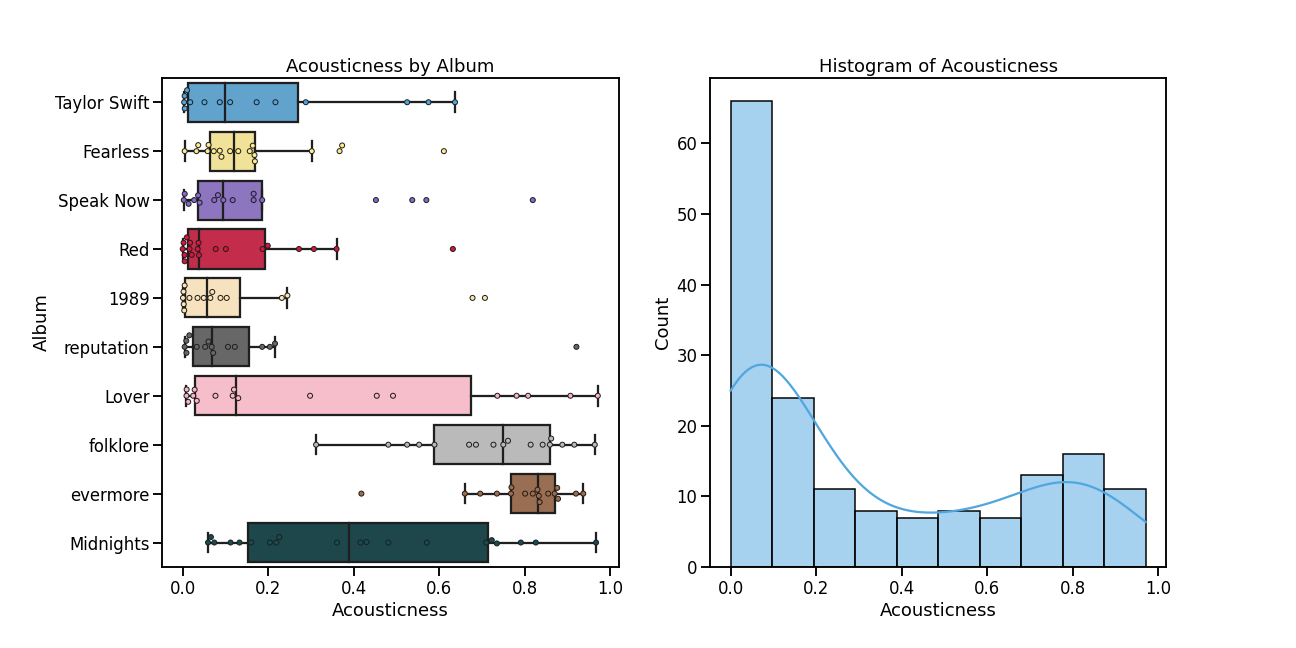 Acousticness by Album
Album
Taylor Swift
Fearless
Speak Now
Red
1989
reputation
Lover
folklore
evermore
Midnights
0.0 0.2 0.4 0.6 0.8 1.0
Acousticness
Histogram of Acousticness
Count
60
50
40
30
20
10
0
0.0 0.2 0.4 0.6 0.8 1.0
Acousticness